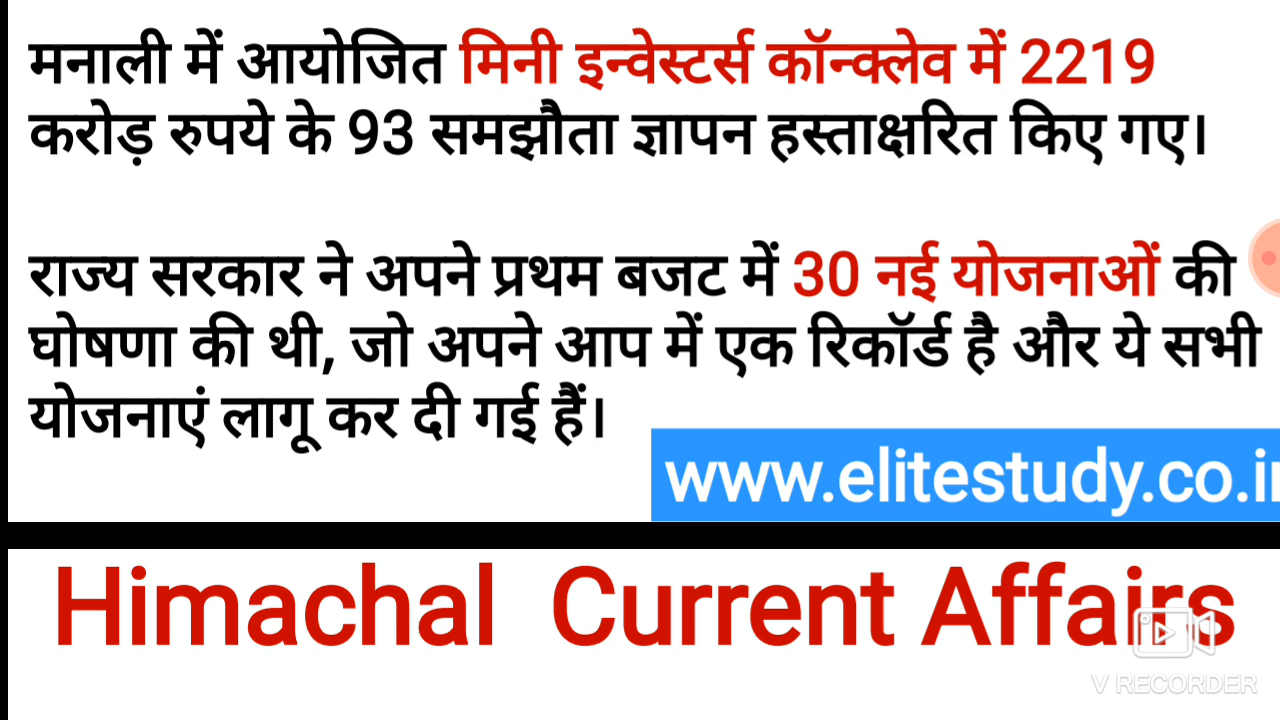 मनाली में आयोजित मिनी इन्वेस्टर्स कॉन्क्लेव में 2219
करोड़ रुपये के 93 समझौता ज्ञापन हस्ताक्षरित किए गए।
राज्य सरकार ने अपने प्रथम बजट में 30 नई योजनाओं की
घोषणा की थी, जो अपने आप में एक रिकॉर्ड है और ये सभी
योजनाएं लागू कर दी गई हैं।
www.elitestudy.co.in
Himachal Current Affairs
V RECORDER